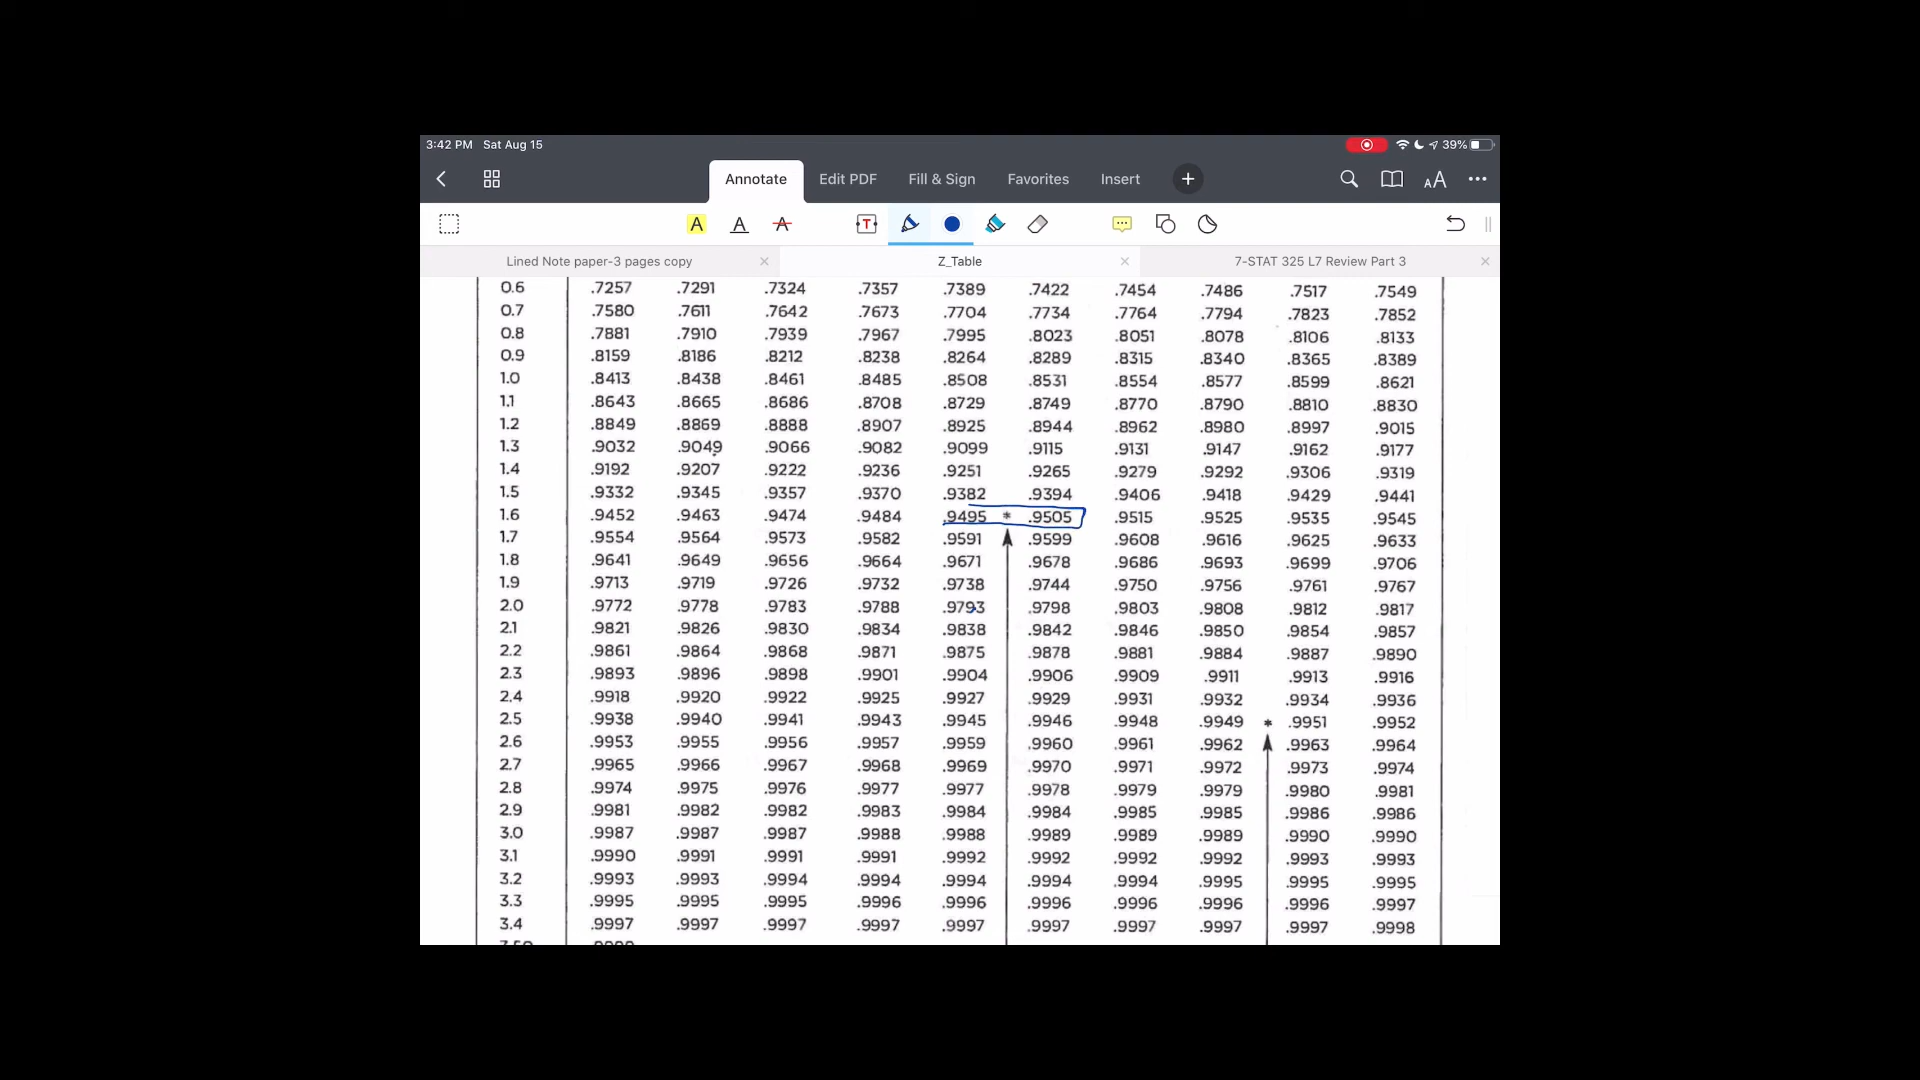 3:42 PM Sat Aug 15 39%
Annotate Edit PDF Fill & Sign Favorites Insert
A A A T
Lined Note paper-3 pages copy Z_Table 7-STAT 325 L7 Review Part 3
0.6 .7257 .7291 .7324 .7357 .7389 .7422 .7454 .7486 .7517 .7549
0.7 .7580 .7611 .7642 .7673 .7704 .7734 .7764 .7794 .7823 .7852
0.8 .7881 .7910 .7939 .7967 .7995 .8023 .8051 .8078 .8106 .8133
0.9 .8159 .8186 .8212 .8238 .8264 .8289 .8315 .8340 .8365 .8389
1.0 .8413 .8438 .8461 .8485 .8508 .8531 .8554 .8577 .8599 .8621
1.1 .8643 .8665 .8686 .8708 .8729 .8749 .8770 .8790 .8810 .8830
1.2 .8849 .8869 .8888 .8907 .8925 .8944 .8962 .8980 .8997 .9015
1.3 .9032 .9049 .9066 .9082 .9099 .9115 .9131 .9147 .9162 .9177
1.4 .9192 .9207 .9222 .9236 .9251 .9265 .9279 .9292 .9306 .9319
1.5 .9332 .9345 .9357 .9370 .9382 .9394 .9406 .9418 .9429 .9441
1.6 .9452 .9463 .9474 .9484 .9495 * .9505 .9515 .9525 .9535 .9545
1.7 .9554 .9564 .9573 .9582 .9591 .9599 .9608 .9616 .9625 .9633
1.8 .9641 .9649 .9656 .9664 .9671 .9678 .9686 .9693 .9699 .9706
1.9 .9713 .9719 .9726 .9732 .9738 .9744 .9750 .9756 .9761 .9767
2.0 .9772 .9778 .9783 .9788 .9793 .9798 .9803 .9808 .9812 .9817
2.1 .9821 .9826 .9830 .9834 .9838 .9842 .9846 .9850 .9854 .9857
2.2 .9861 .9864 .9868 .9871 .9875 .9878 .9881 .9884 .9887 .9890
2.3 .9893 .9896 .9898 .9901 .9904 .9906 .9909 .9911 .9913 .9916
2.4 .9918 .9920 .9922 .9925 .9927 .9929 .9931 .9932 .9934 .9936
2.5 .9938 .9940 .9941 .9943 .9945 .9946 .9948 .9949 * .9951 .9952
2.6 .9953 .9955 .9956 .9957 .9959 .9960 .9961 .9962 .9963 .9964
2.7 .9965 .9966 .9967 .9968 .9969 .9970 .9971 .9972 .9973 .9974
2.8 .9974 .9975 .9976 .9977 .9977 .9978 .9979 .9979 .9980 .9981
2.9 .9981 .9982 .9982 .9983 .9984 .9984 .9985 .9985 .9986 .9986
3.0 .9987 .9987 .9987 .9988 .9988 .9989 .9989 .9989 .9990 .9990
3.1 .9990 .9991 .9991 .9991 .9992 .9992 .9992 .9992 .9993 .9993
3.2 .9993 .9993 .9994 .9994 .9994 .9994 .9994 .9995 .9995 .9995
3.3 .9995 .9995 .9995 .9996 .9996 .9996 .9996 .9996 .9996 .9997
3.4 .9997 .9997 .9997 .9997 .9997 .9997 .9997 .9997 .9997 .9998